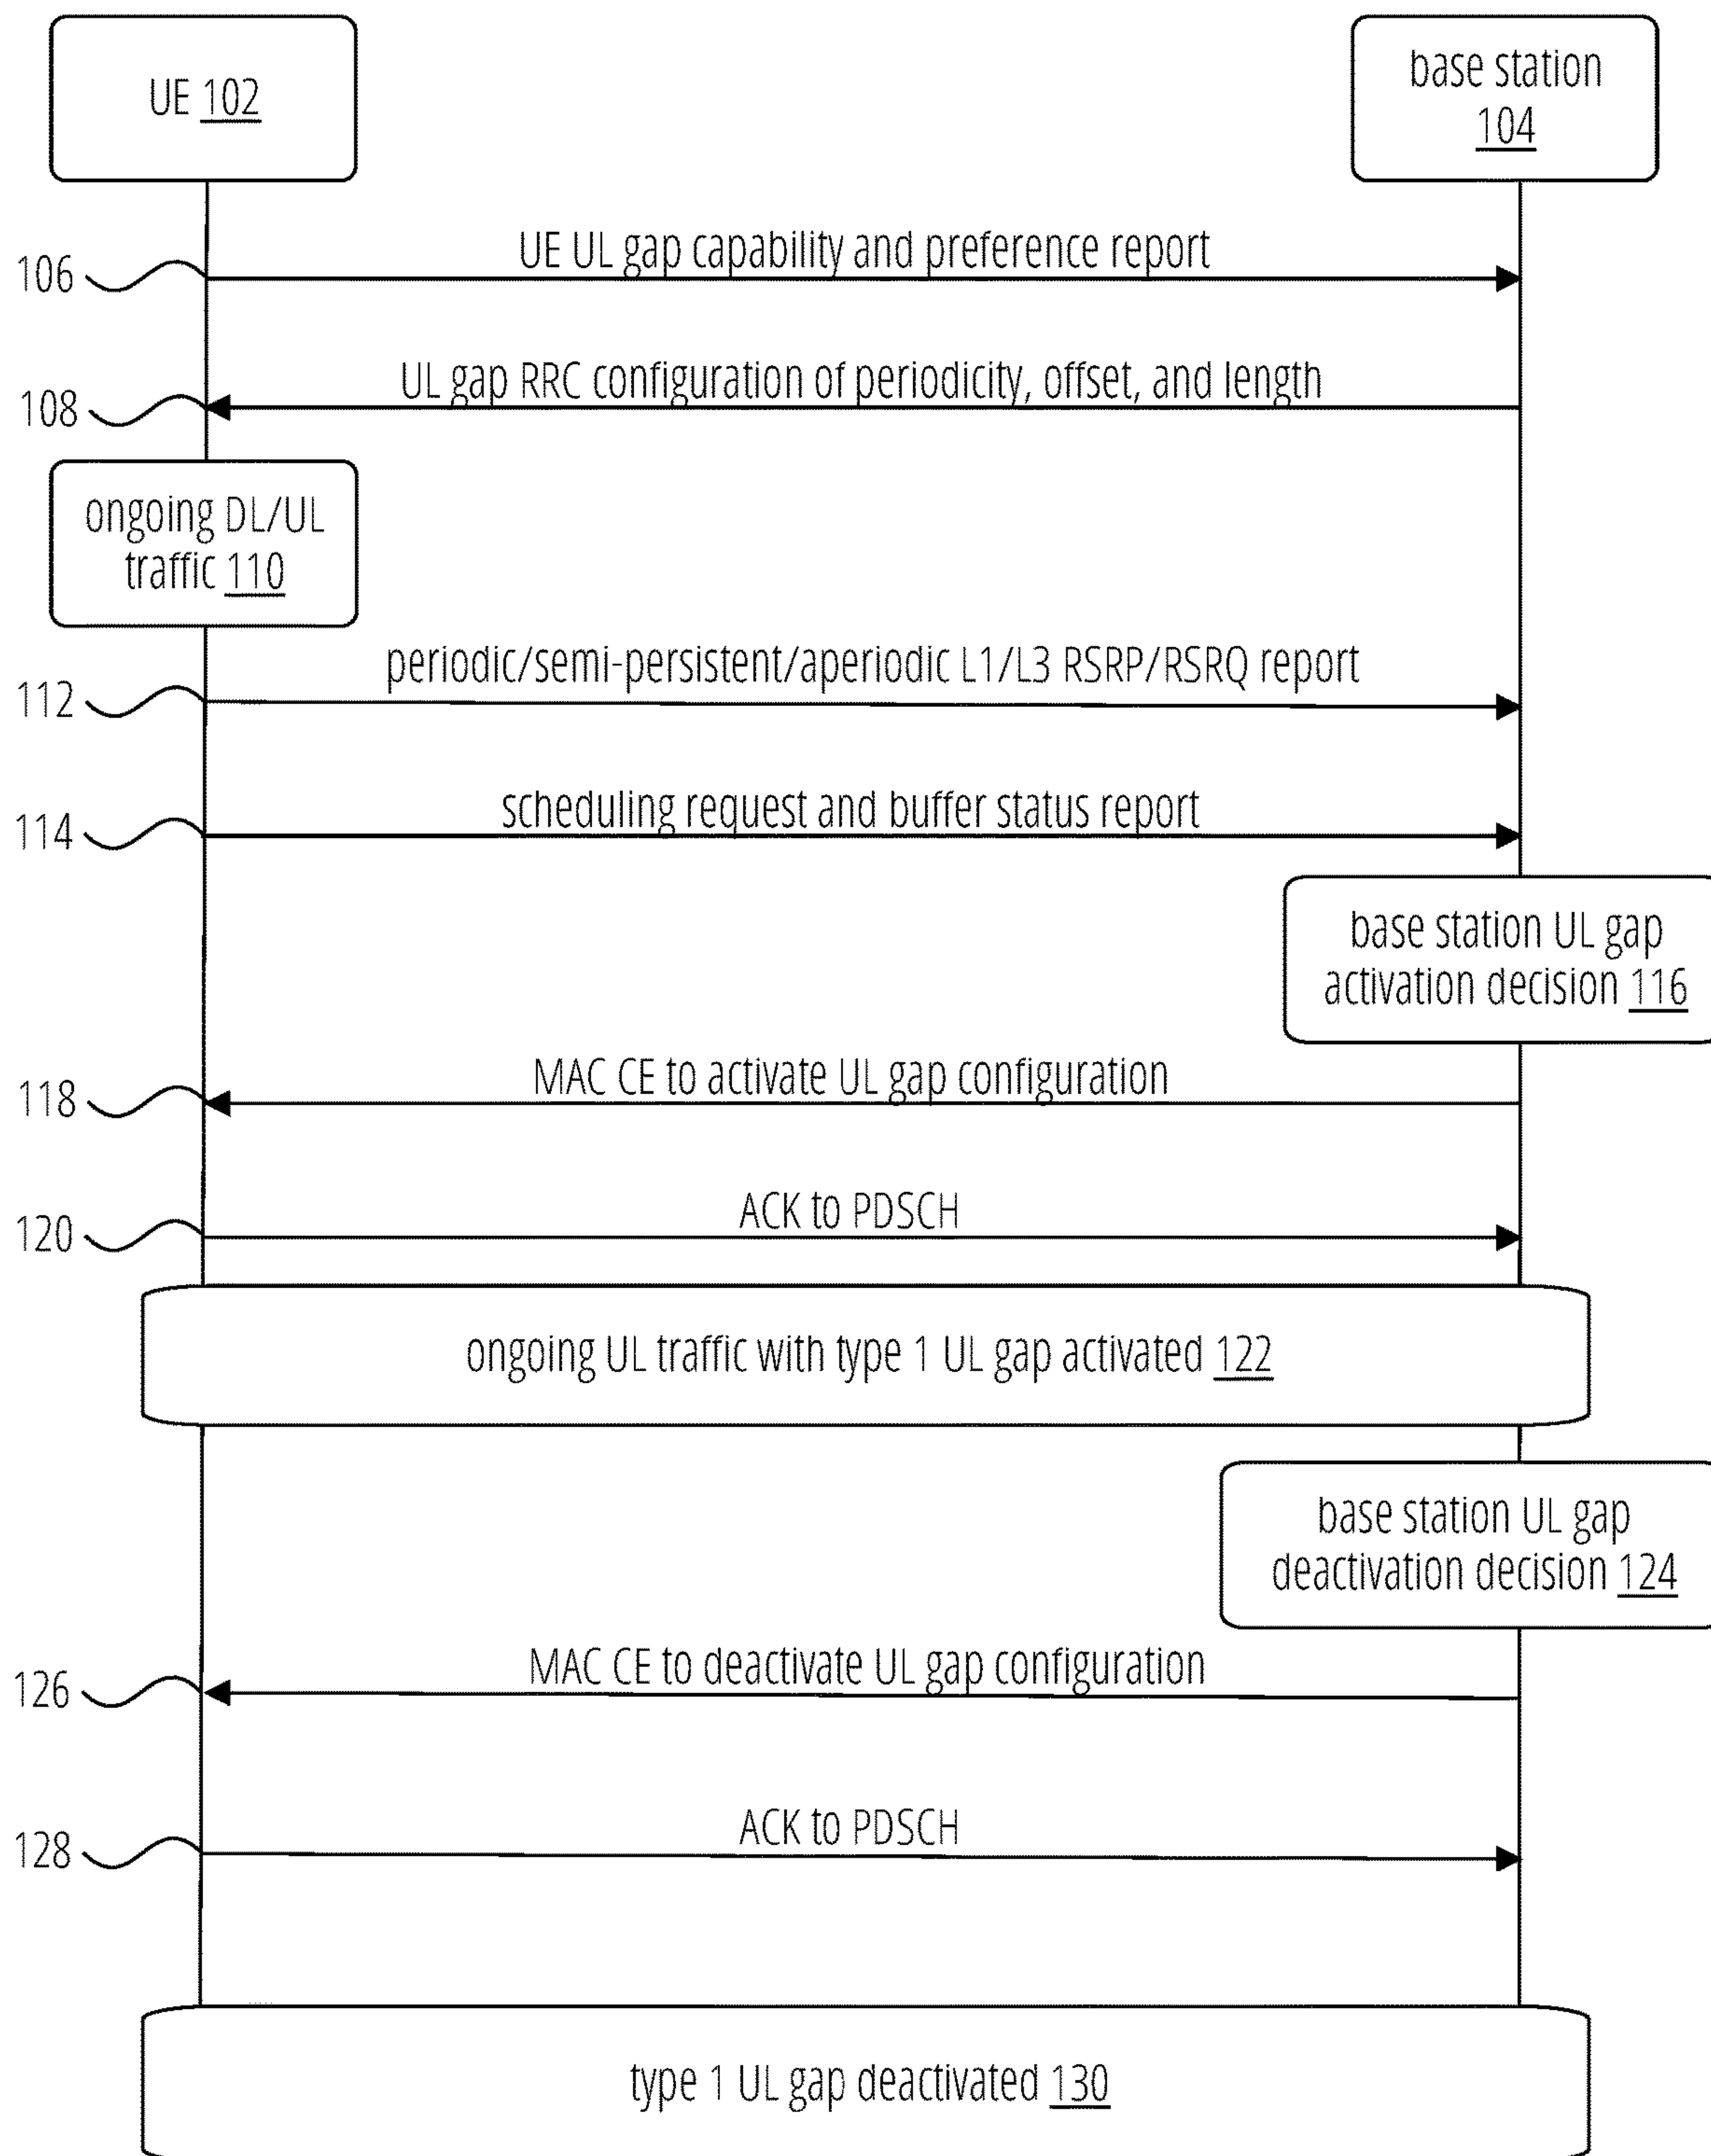 UE 102
base station
104
UE UL gap capability and preference report
106
UL gap RRC configuration of periodicity, offset, and length
108
ongoing DL/UL
traffic 110
periodic/semi-persistent/aperiodic L1/L3 RSRP/RSRQ report
112
scheduling request and buffer status report
114
base station UL gap
activation decision 116
MAC CE to activate UL gap configuration
118
ACK to PDSCH
120
ongoing UL traffic with type 1 UL gap activated 122
base station UL gap
deactivation decision 124
MAC CE to deactivate UL gap configuration
126
ACK to PDSCH
128
type 1 UL gap deactivated 130